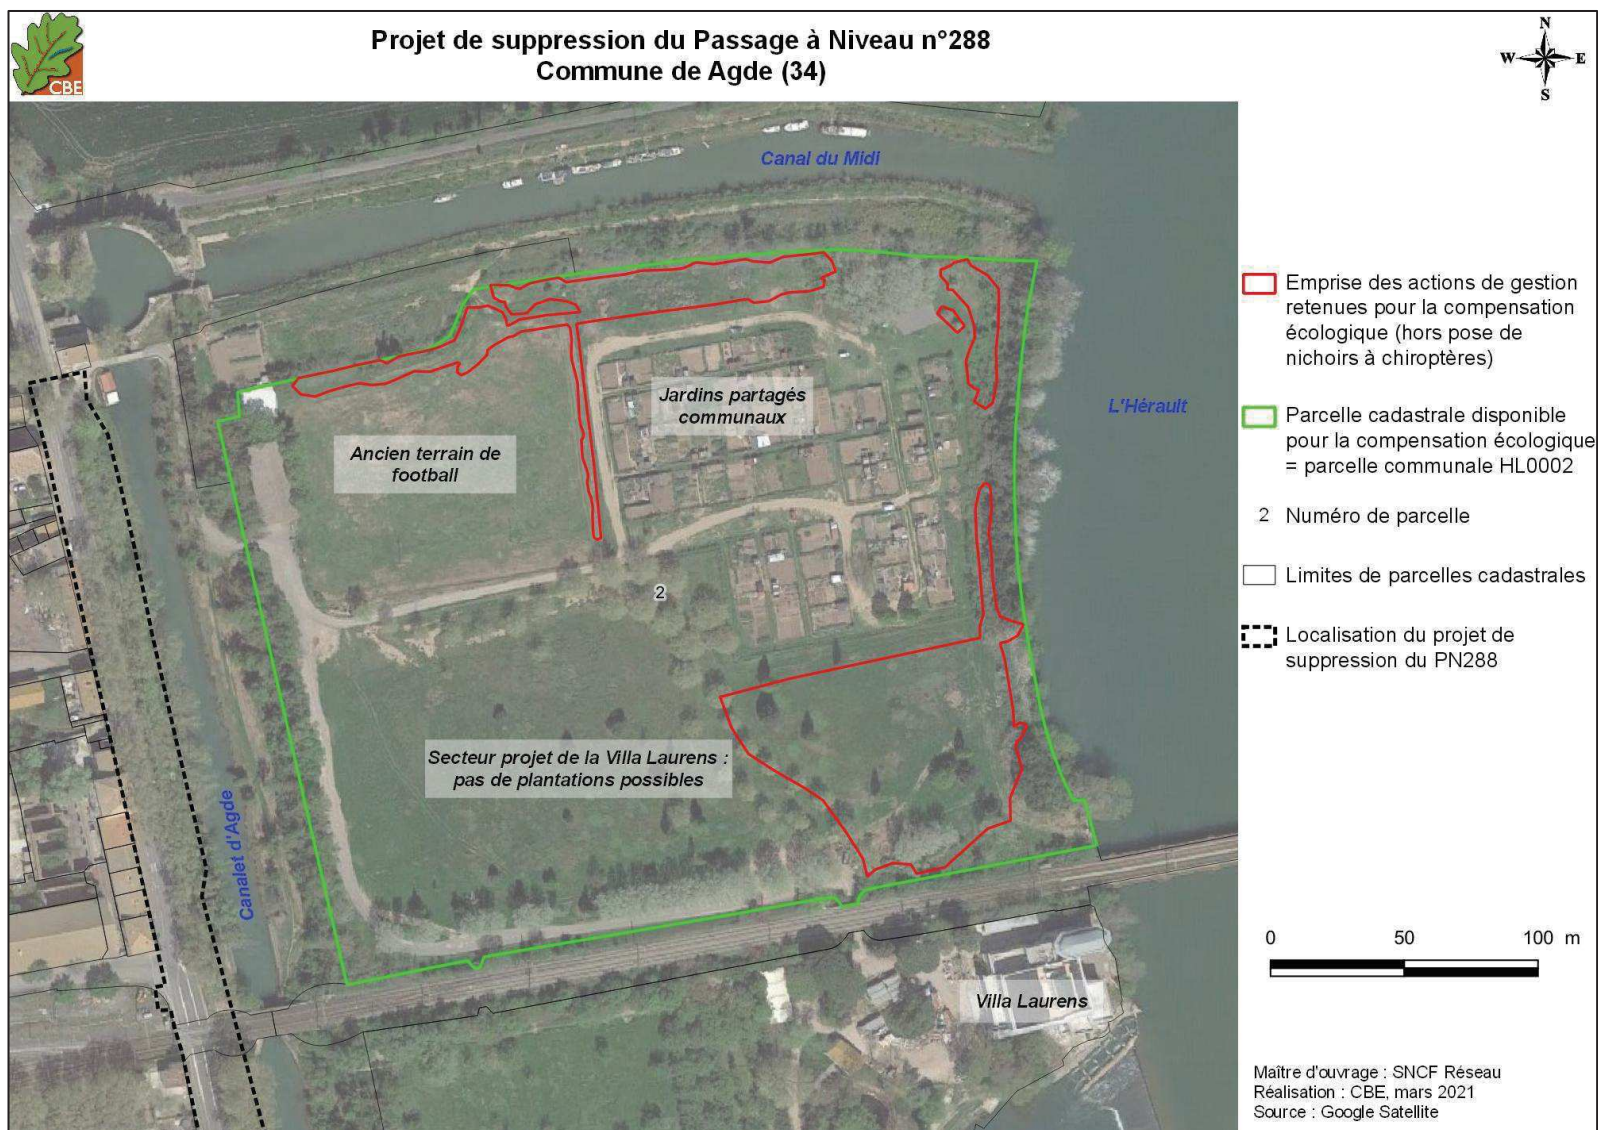 Projet de suppression du Passage à Niveau n°288
Commune de Agde (34)
CBE
N
W
E
S
Canal du Midi
L'Hérault
Jardins partagés
communaux
Ancien terrain de
football
2
Secteur projet de la Villa Laurens :
pas de plantations possibles
Canalet d'Agde
Villa Laurens
Emprise des actions de gestion
retenues pour la compensation
écologique (hors pose de
nichoirs à chiroptères)
Parcelle cadastrale disponible
pour la compensation écologique
= parcelle communale HL0002
2 Numéro de parcelle
Limites de parcelles cadastrales
Localisation du projet de
suppression du PN288
0 50 100 m
Maître d'ouvrage : SNCF Réseau
Réalisation : CBE, mars 2021
Source : Google Satellite